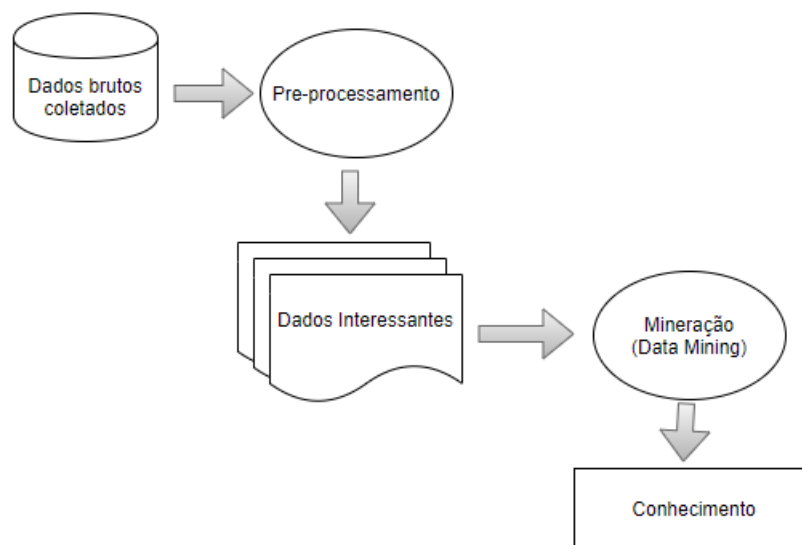 Dados brutos
coletados
Pre-processamento
Dados Interessantes
Mineração
(Data Mining)
Conhecimento